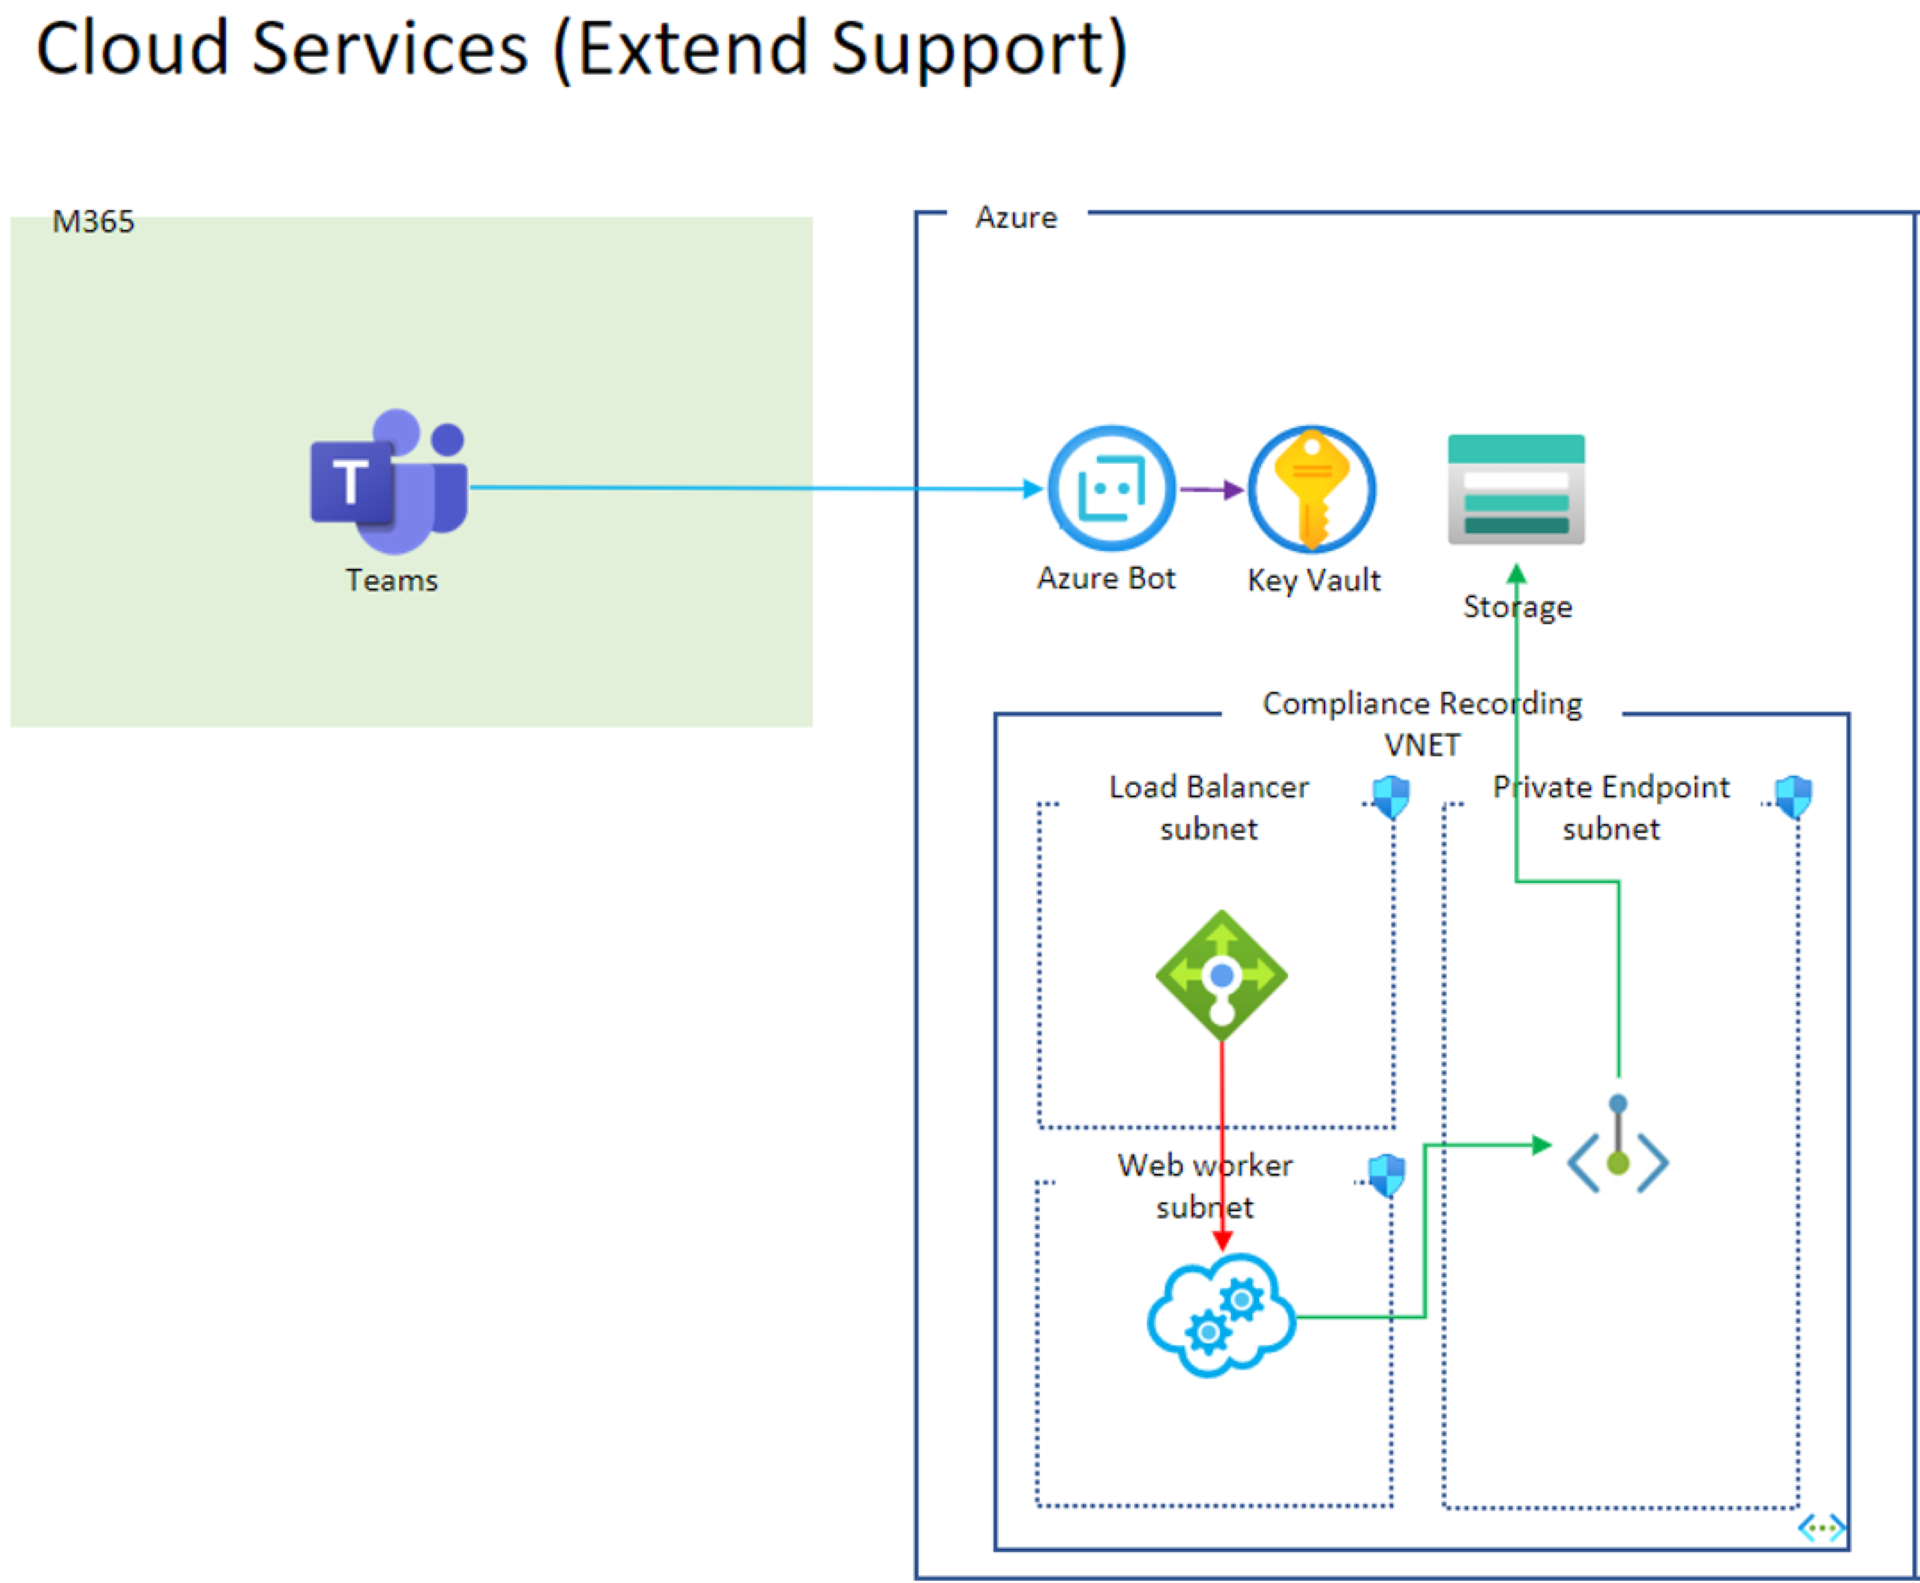 Cloud Services (Extend Support)
M365
Azure
T
Teams
Azure Bot
Key Vault
Storage
Compliance Recording
VNET
Load Balancer
subnet
Private Endpoint
subnet
Web worker
subnet